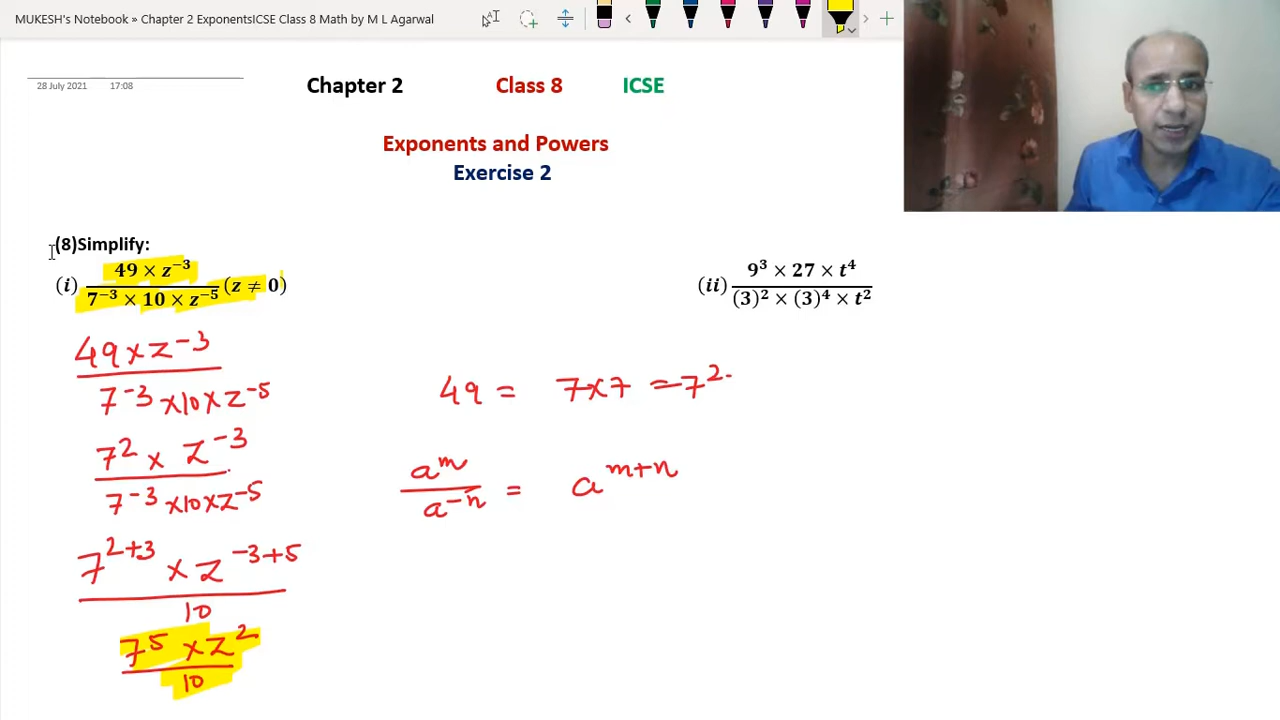 MUKESH's Notebook » Chapter 2 ExponentsICSE Class 8 Math by M L Agarwal
28 July 2021 17:08
Chapter 2 Class 8 ICSE
Exponents and Powers
Exercise 2
(8)Simplify:
(i) 49 × z⁻³ / 7⁻³ × 10 × z⁻⁵ (z ≠ 0)
(ii) 9³ × 27 × t⁴ / (3)² × (3)⁴ × t²
49 × z⁻³ / 7⁻³ × 10 × z⁻⁵
49 = 7×7 = 7²
7² × z⁻³ / 7⁻³ × 10 × z⁻⁵
aᵐ / a⁻ⁿ = aᵐ⁺ⁿ
7²⁺³ × z⁻³⁺⁵ / 10
7⁵ × z² / 10